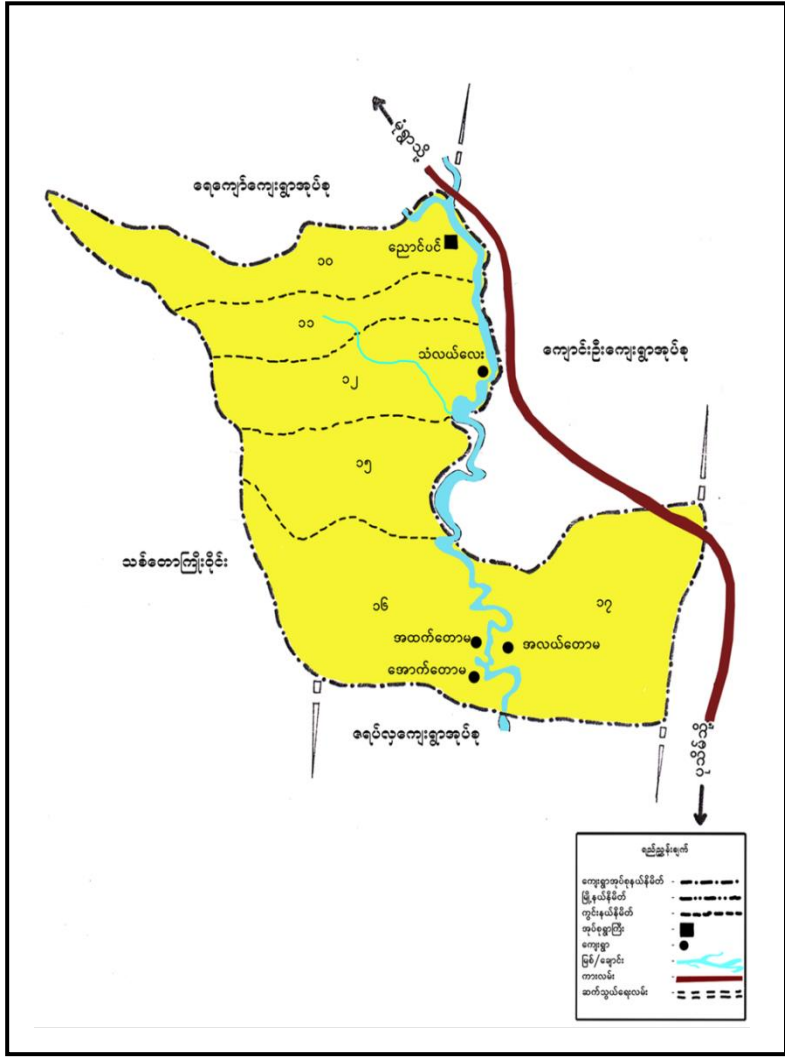 မုံရွာသို့
ရေကျော်ကျေးရွာအုပ်စု
ညောင်ပင်
၁၀
၁၁
ကျောင်းဦးကျေးရွာအုပ်စု
သံလယ်လေး
၁၂
၁၅
သစ်တောကြိုးဝိုင်း
၁၆
၁၇
အထက်တောမ
အလယ်တောမ
အောက်တောမ
ဇရပ်လှကျေးရွာအုပ်စု
ရည်ညွှန်းချက်
ကျေးရွာအုပ်စုနယ်နိမိတ် -
မြို့နယ်နိမိတ် -
ကွင်းနယ်နိမိတ် -
အုပ်စုရွာကြီး -
ကျေးရွာ -
မြစ်/ချောင်း -
ကားလမ်း -
ဆက်သွယ်ရေးလမ်း -